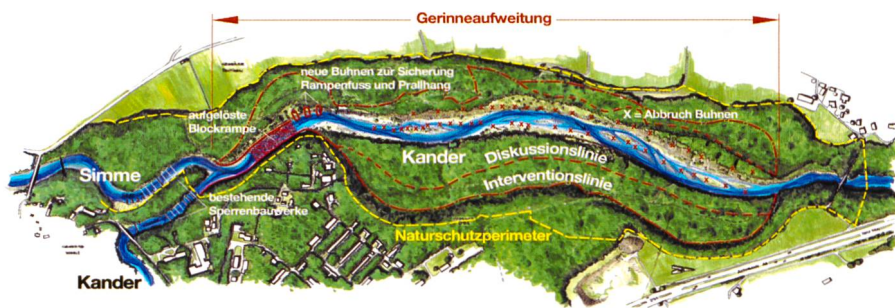 Gerinneaufweitung
neue Buhnen zur Sicherung
Rampenfuss und Prallhang
aufgelöste
Blockrampe
X = Abbruch Buhnen
Kander
Diskussionslinie
Simme
Interventionslinie
bestehende
Sperrenbauwerke
Naturschutzperimeter
Kander